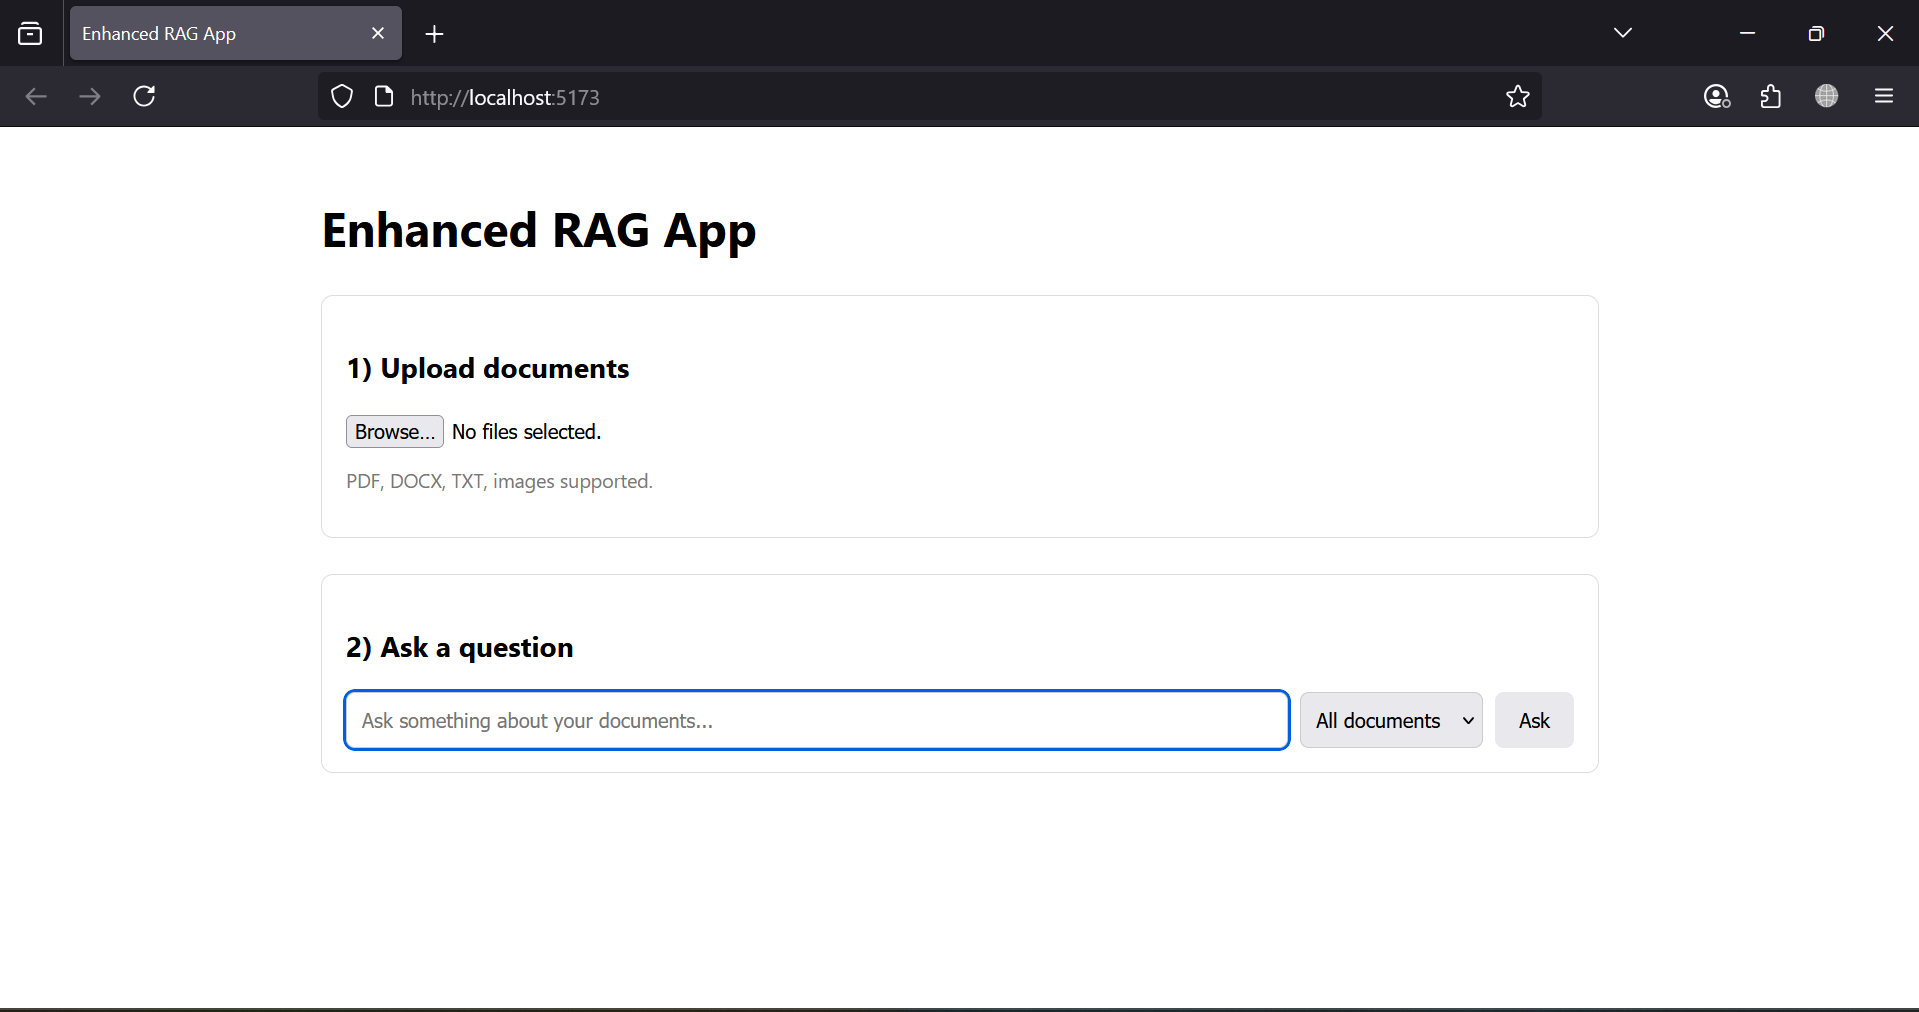 Enhanced RAG App
http://localhost:5173
Enhanced RAG App
1) Upload documents
Browse... No files selected.
PDF, DOCX, TXT, images supported.
2) Ask a question
Ask something about your documents... All documents Ask